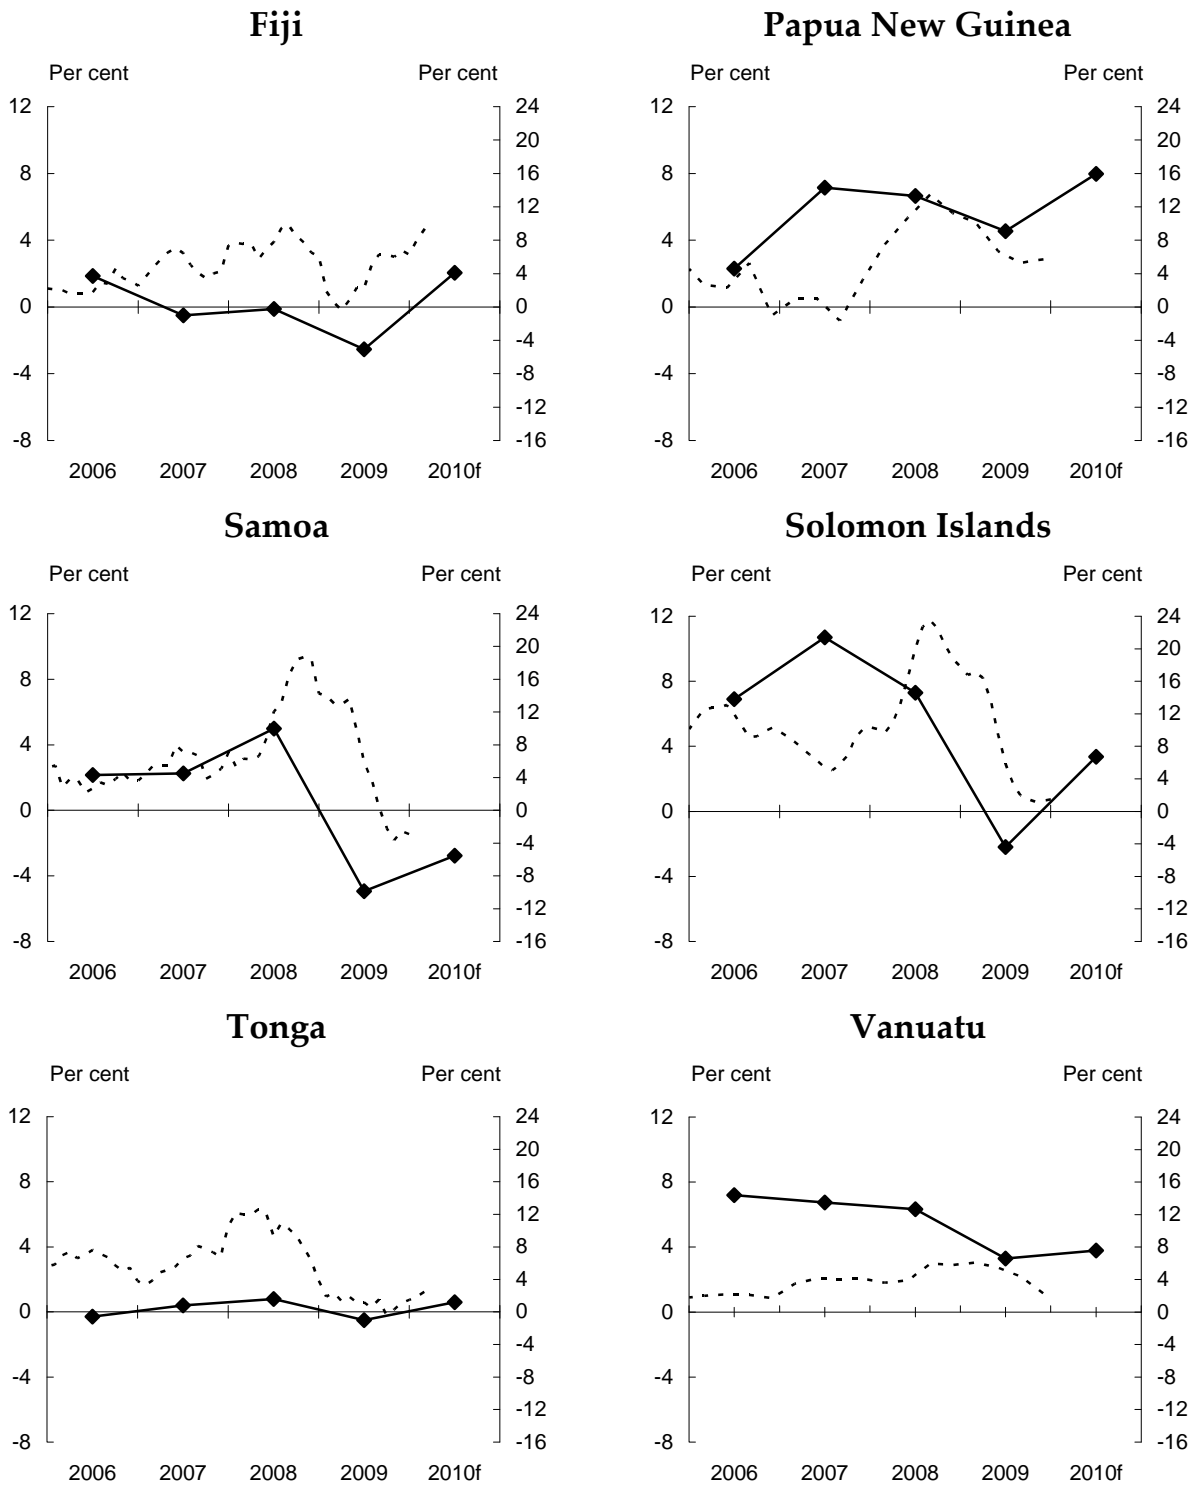 Fiji
Papua New Guinea
Per cent Per cent Per cent Per cent
12 24 12 24
20 20
8 16 8 16
12 12
4 8 4 8
4 4
0 0 0 0
-4 -4
-4 -8 -4 -8
-12 -12
-8 -16 -8 -16
2006 2007 2008 2009 2010f 2006 2007 2008 2009 2010f
Samoa
Solomon Islands
Per cent Per cent Per cent Per cent
12 24 12 24
20 20
8 16 8 16
12 12
4 8 4 8
4 4
0 0 0 0
-4 -4
-4 -8 -4 -8
-12 -12
-8 -16 -8 -16
2006 2007 2008 2009 2010f 2006 2007 2008 2009 2010f
Tonga
Vanuatu
Per cent Per cent Per cent Per cent
12 24 12 24
20 20
8 16 8 16
12 12
4 8 4 8
4 4
0 0 0 0
-4 -4
-4 -8 -4 -8
-12 -12
-8 -16 -8 -16
2006 2007 2008 2009 2010f 2006 2007 2008 2009 2010f